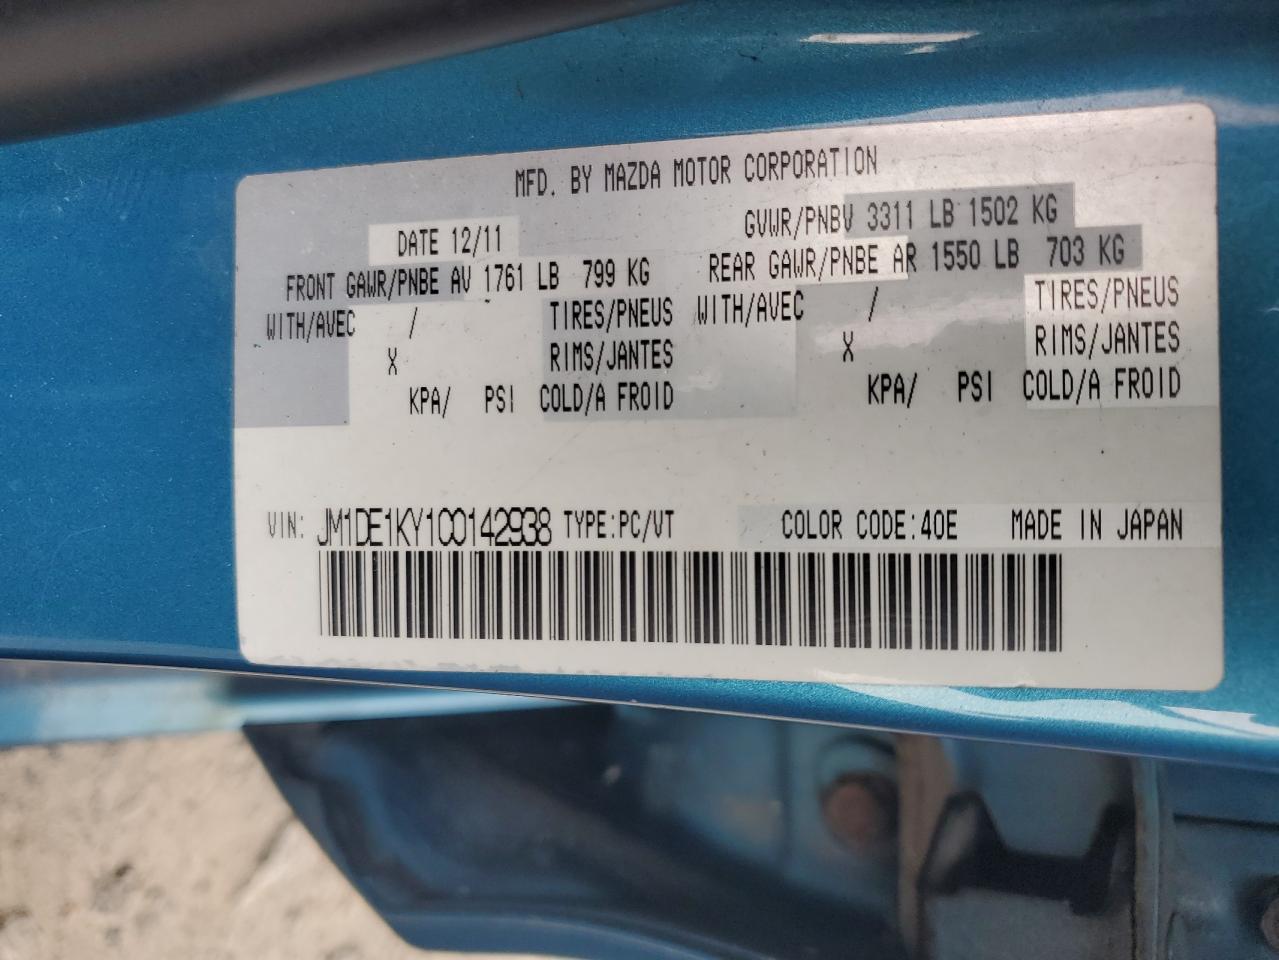 MFD. BY MAZDA MOTOR CORPORATION
DATE 12/11 GVWR/PNBV 3311 LB 1502 KG
FRONT GAWR/PNBE AV 1761 LB 799 KG REAR GAWR/PNBE AR 1550 LB 703 KG
WITH/AVEC / TIRES/PNEUS WITH/AVEC / TIRES/PNEUS
X RIMS/JANTES X RIMS/JANTES
KPA/ PSI COLD/A FROID KPA/ PSI COLD/A FROID
VIN: JM1DE1KY1C0142938 TYPE:PC/VT COLOR CODE:40E MADE IN JAPAN